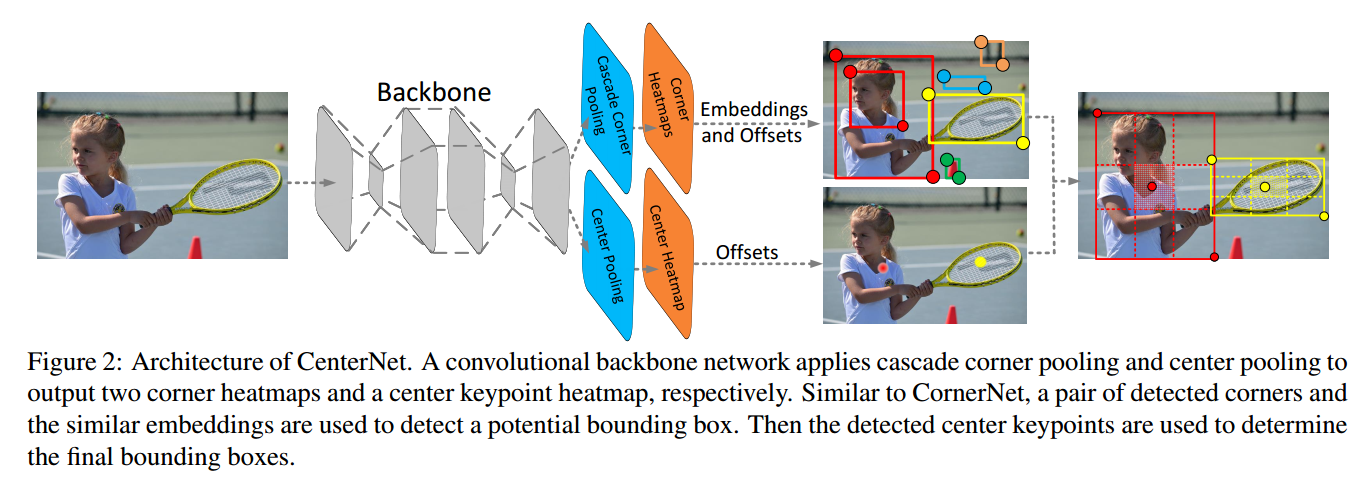 Backbone
Cascade Corner
Pooling
Corner
Heatmaps
Embeddings
and Offsets
Center Pooling
Center Heatmap
Offsets
Figure 2: Architecture of CenterNet. A convolutional backbone network applies cascade corner pooling and center pooling to
output two corner heatmaps and a center keypoint heatmap, respectively. Similar to CornerNet, a pair of detected corners and
the similar embeddings are used to detect a potential bounding box. Then the detected center keypoints are used to determine
the final bounding boxes.